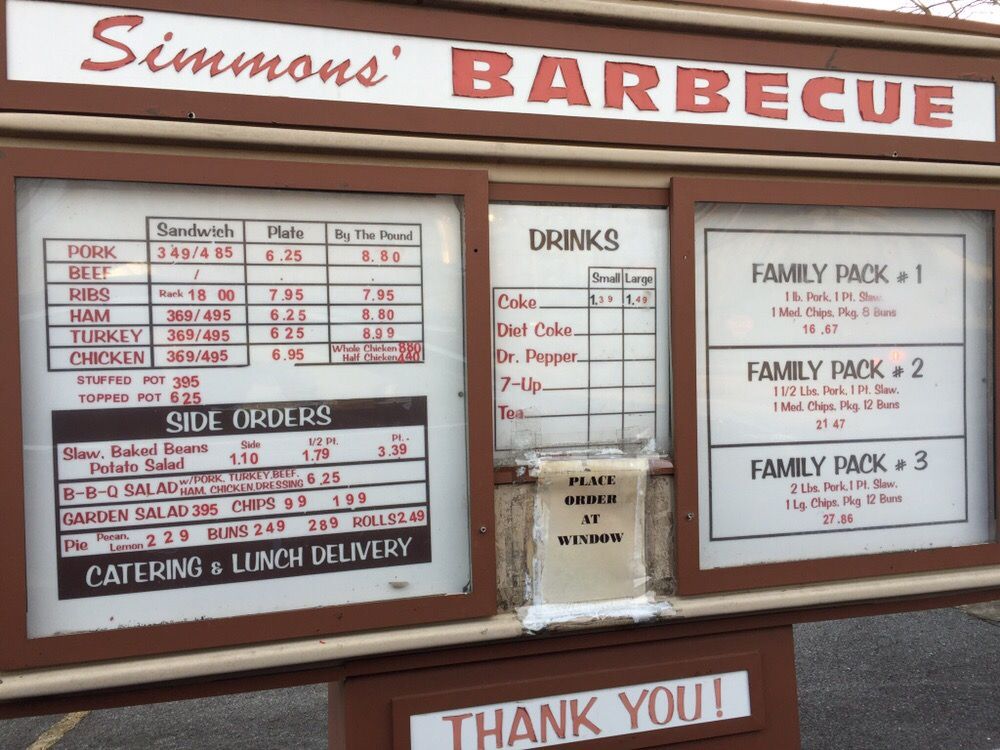 Simmons' BARBECUE
Sandwich Plate By The Pound
PORK 349/485 6.25 8.80
BEEF / . .
RIBS Rack 18 00 7.95 7.95
HAM 369/495 6.25 8.80
TURKEY 369/495 6 25 8.99
CHICKEN 369/495 6.95 Whole Chicken 880
Half Chicken 440
STUFFED POT 395
TOPPED POT 625
SIDE ORDERS
Side 1/2 Pt. Pt.
Slaw, Baked Beans
Potato Salad 1.10 1.79 3.39
B-B-Q SALAD W/PORK, TURKEY, BEEF, HAM, CHICKEN, DRESSING 6.25
GARDEN SALAD 395 CHIPS 99 199
Pie Pecan, Lemon 229 BUNS 249 289 ROLLS 249
CATERING & LUNCH DELIVERY
DRINKS
Small Large
Coke 1.39 1.49
Diet Coke
Dr. Pepper
7-Up
Tea
PLACE
ORDER
AT
WINDOW
FAMILY PACK # 1
1 lb. Pork, 1 Pt. Slaw.
1 Med. Chips, Pkg. 8 Buns
16 .67
FAMILY PACK # 2
1 1/2 Lbs. Pork, 1 Pt. Slaw.
1 Med. Chips, Pkg. 12 Buns
21 47
FAMILY PACK # 3
2 Lbs. Pork, 1 Pt. Slaw.
1 Lg. Chips, Pkg 12 Buns
27.86
THANK YOU!